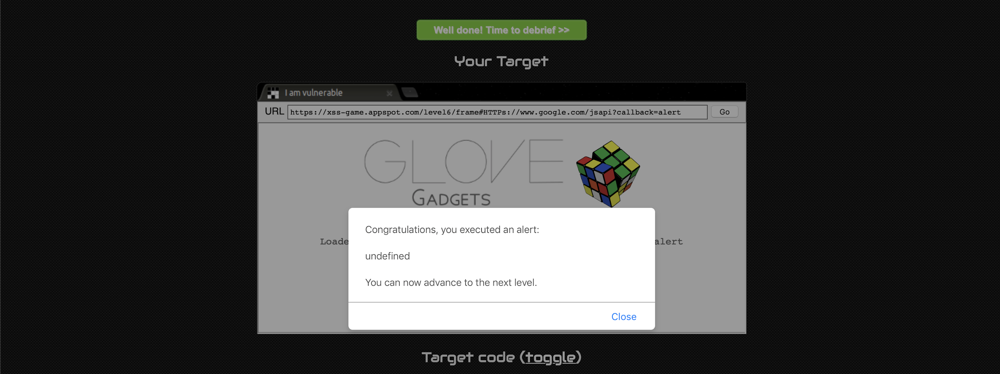 Well done! Time to debrief >>
Your Target
I am vulnerable
URL https://xss-game.appspot.com/level6/frame#HTTPs://www.google.com/jsapi?callback=alert Go
GLOVE
GADGETS
Loade alert
Congratulations, you executed an alert:
undefined
You can now advance to the next level.
Close
Target code (toggle)